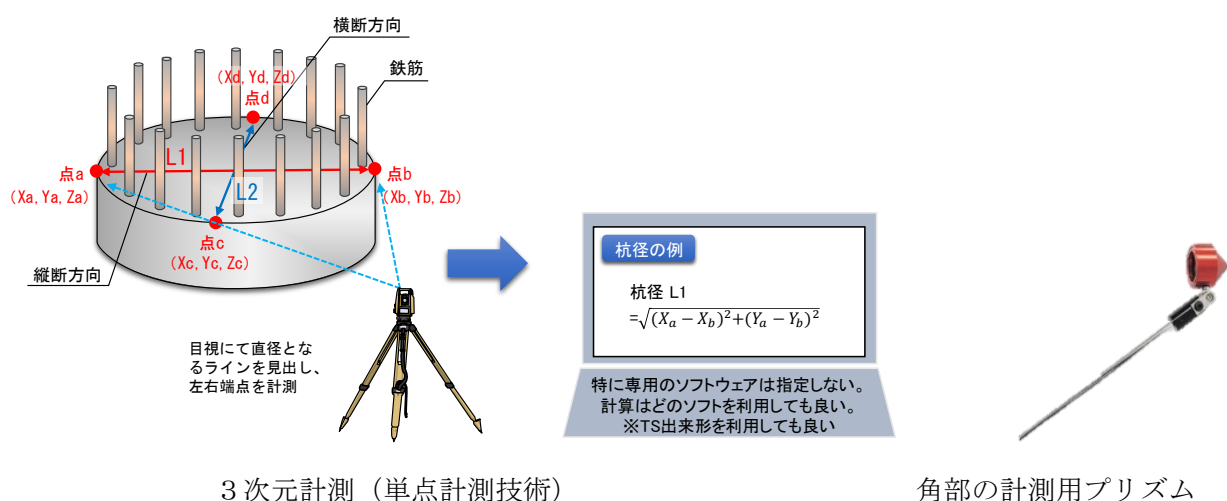 横断方向
(Xd, Yd, Zd)
点d
鉄筋
L1
点a
(Xa, Ya, Za)
点b
(Xb, Yb, Zb)
L2
点c
(Xc, Yc, Zc)
縦断方向
目視にて直径とな
るラインを見出し、
左右端点を計測
杭径の例
杭径 L1
=√(X_a − X_b)²+(Y_a − Y_b)²
特に専用のソフトウェアは指定しない。
計算はどのソフトを利用しても良い。
※TS出来形を利用しても良い
３次元計測（単点計測技術）
角部の計測用プリズム